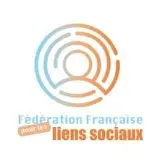 Fédération Française
pour les
liens sociaux